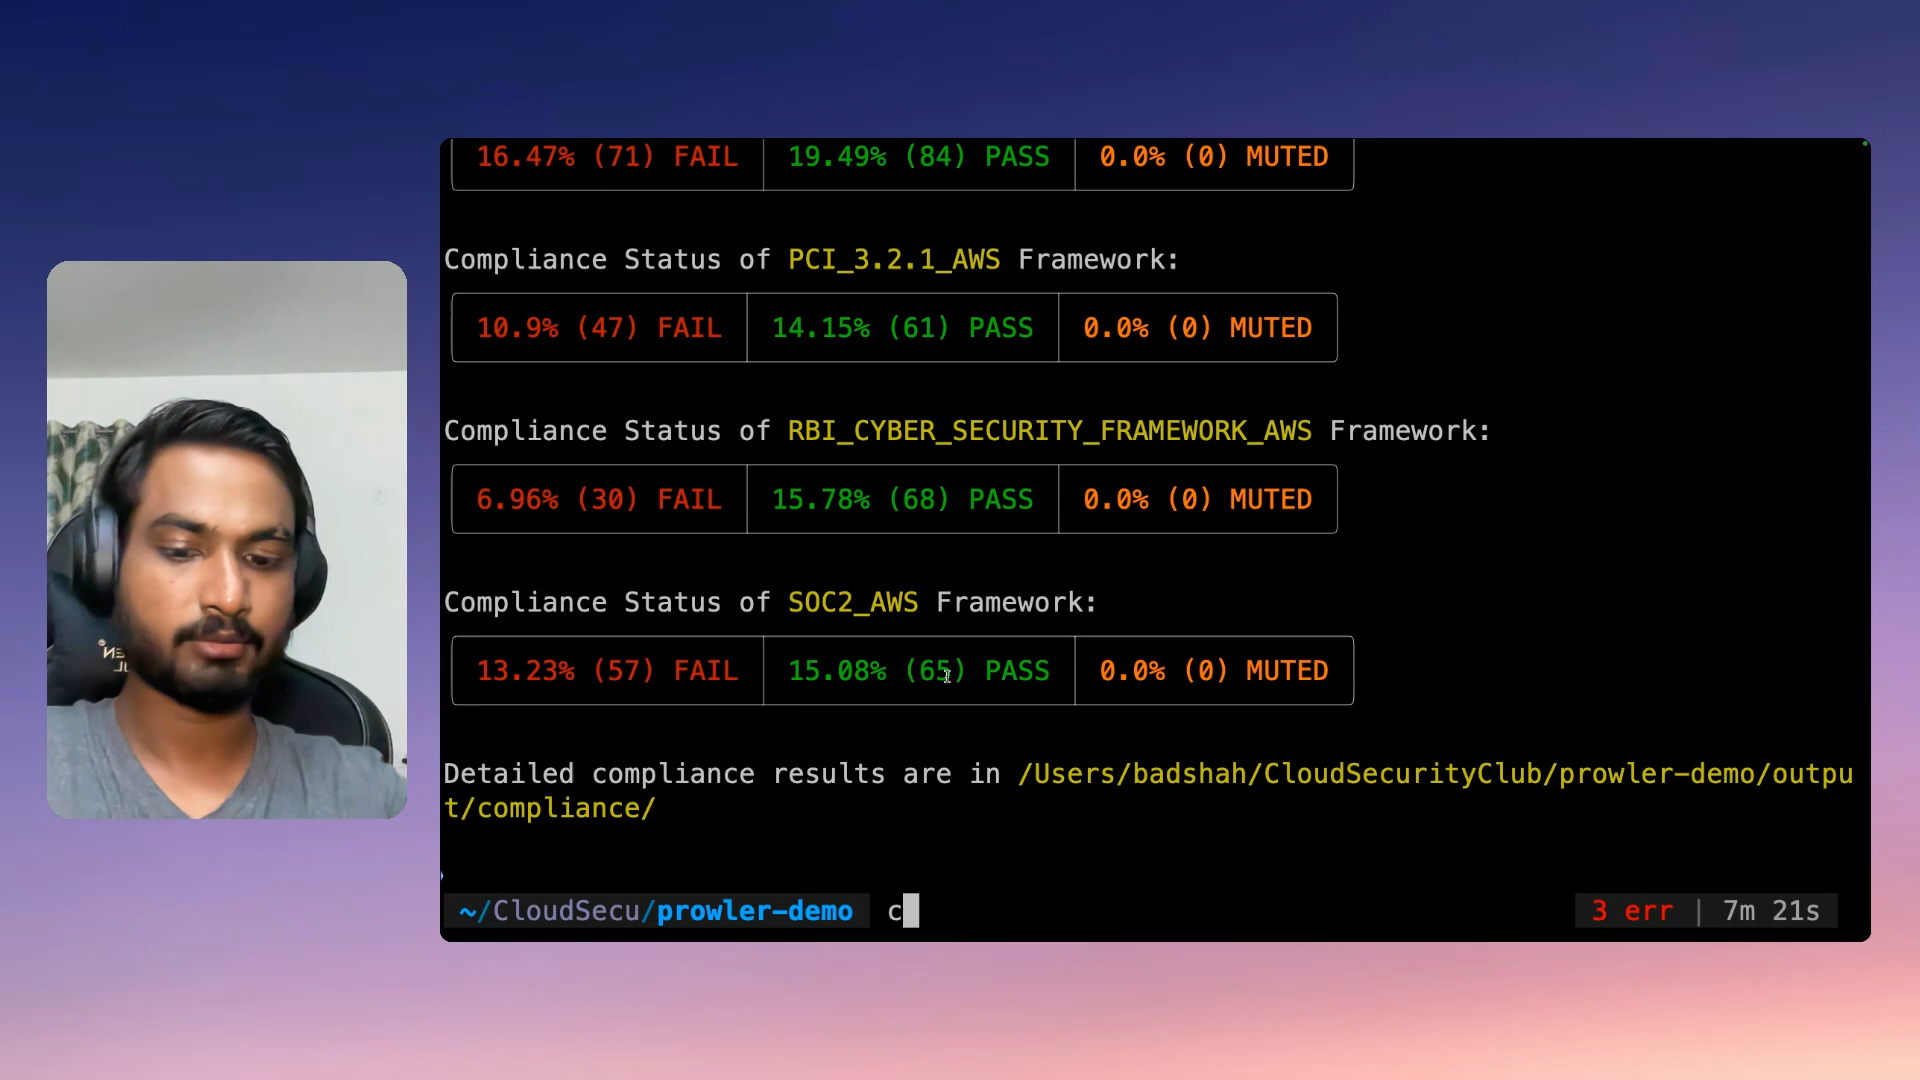 16.47% (71) FAIL 19.49% (84) PASS 0.0% (0) MUTED
Compliance Status of PCI_3.2.1_AWS Framework:
10.9% (47) FAIL 14.15% (61) PASS 0.0% (0) MUTED
Compliance Status of RBI_CYBER_SECURITY_FRAMEWORK_AWS Framework:
6.96% (30) FAIL 15.78% (68) PASS 0.0% (0) MUTED
Compliance Status of SOC2_AWS Framework:
13.23% (57) FAIL 15.08% (65) PASS 0.0% (0) MUTED
Detailed compliance results are in /Users/badshah/CloudSecurityClub/prowler-demo/outpu
t/compliance/
~/CloudSecu/prowler-demo c 3 err | 7m 21s